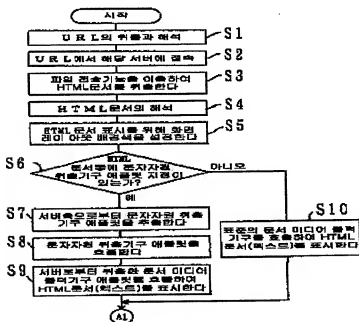 시작
URL의 취출과 해석
S1
URL에서 해당 서버에 접속
S2
파일 전송기능을 이용하여
HTML문서를 취출한다
S3
HTML문서의 해석
S4
HTML문서 표시를 위해 화면
레이아웃 배경색을 설정한다
S5
S6
HTML
문서중에 문자자원
취출기구 애플릿 지정이
있는가?
아니오
예
S7
서버측으로부터 문자자원 취출
기구 애플릿을 추출한다
S8
문자자원 취출기구 애플릿을
호출한다
S9
서버로부터 취출한 문서 미디어
출력기구 애플릿를 호출하여
HTML문서(텍스트)를 표시한다
S10
표준의 문서 미디어 출력
기구를 호출하여 HTML
문서(텍스트)를 표시한다
A1